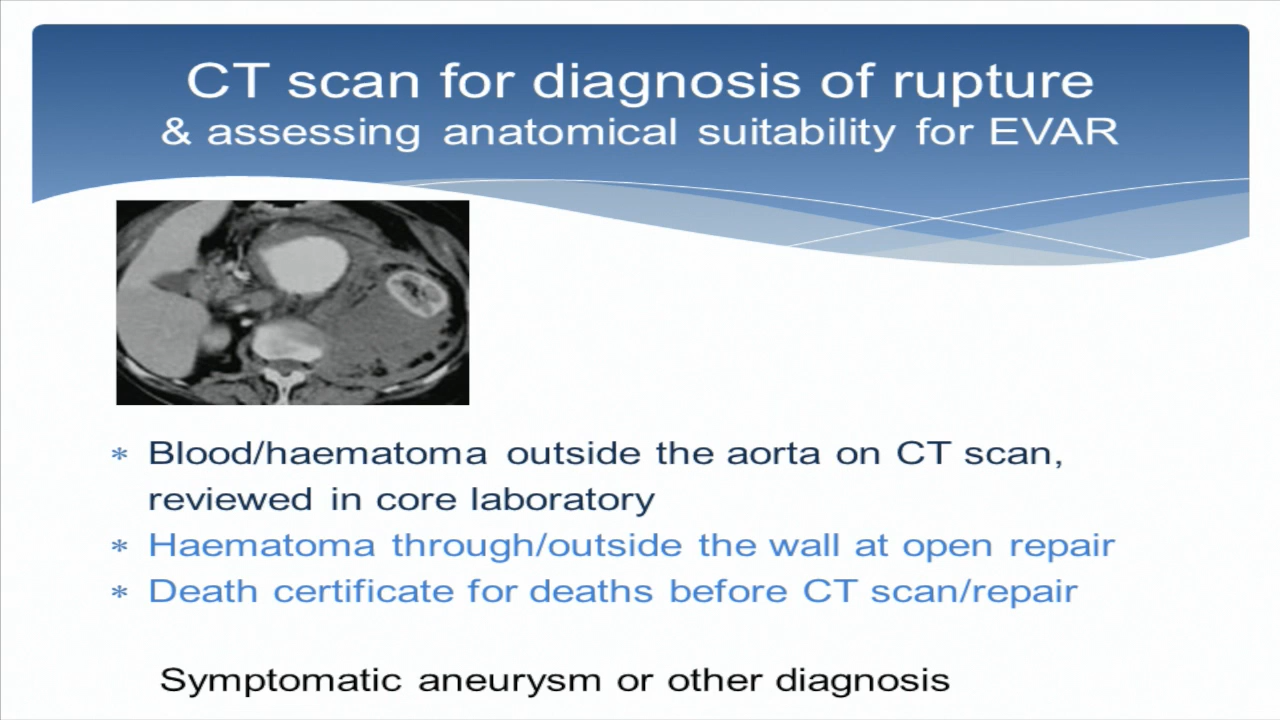 CT scan for diagnosis of rupture
& assessing anatomical suitability for EVAR
* Blood/haematoma outside the aorta on CT scan,
reviewed in core laboratory
* Haematoma through/outside the wall at open repair
* Death certificate for deaths before CT scan/repair
Symptomatic aneurysm or other diagnosis